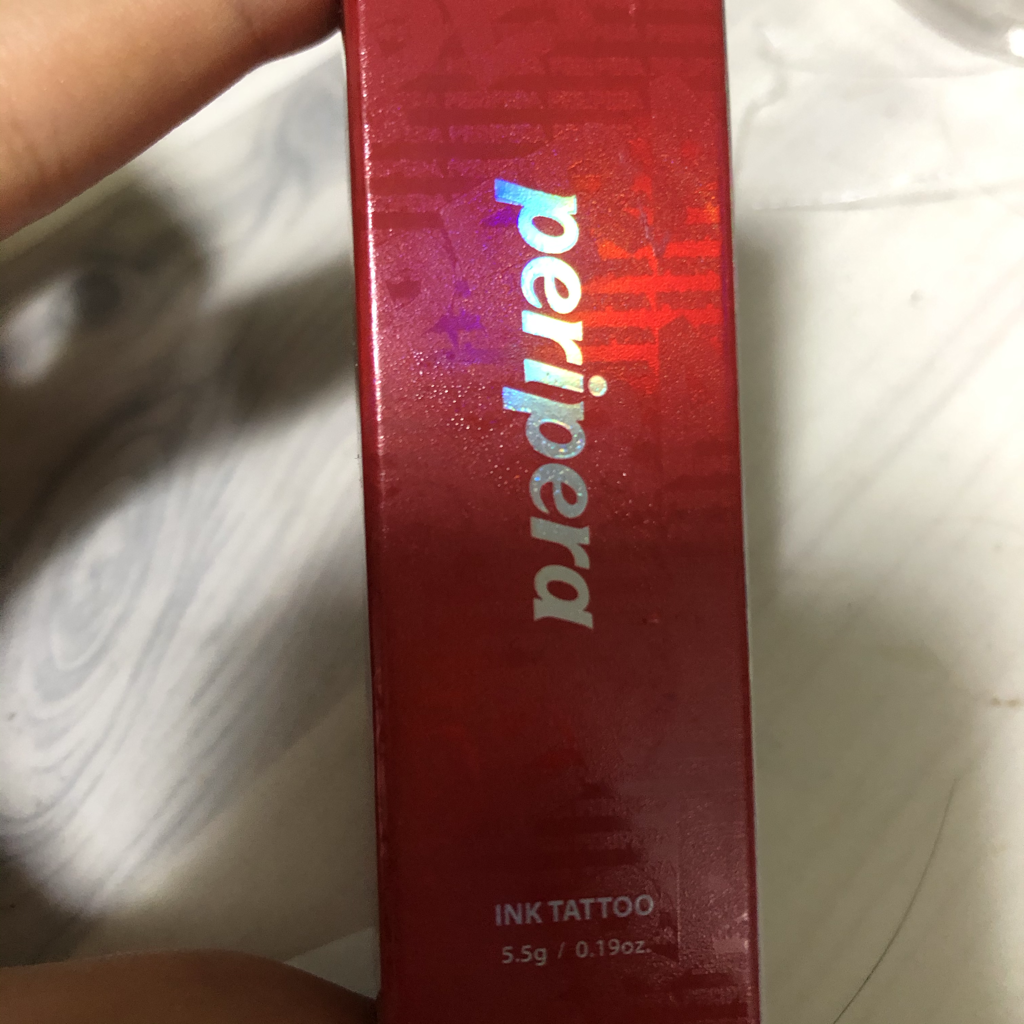 peripera
INK TATTOO
5.5g / 0.19oz.